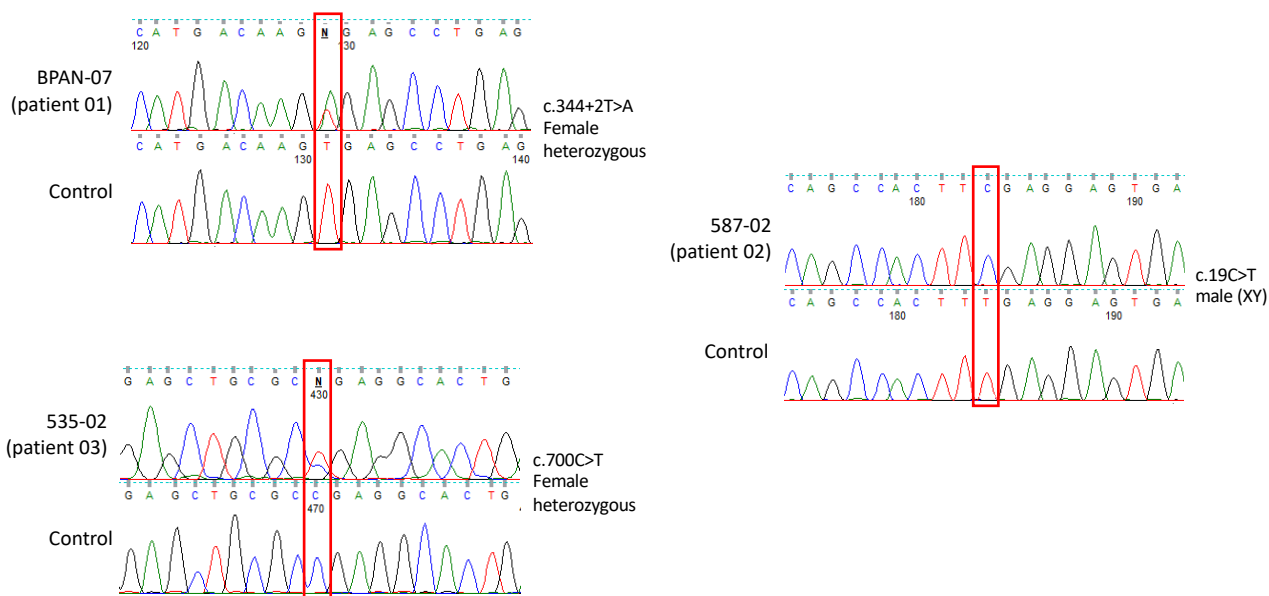 C A T G A C A A G N G A G C C T G A G
120 130
BPAN-07
(patient 01)
C A T G A C A A G T G A G C C T G A G
130 140
Control
c.344+2T>A
Female
heterozygous
C A G C C A C T T C G A G G A G T G A
180 190
587-02
(patient 02)
C A G C C A C T T T G A G G A G T G A
180 190
Control
c.19C>T
male (XY)
G A G C T G C G C N G A G G C A C T G
430
535-02
(patient 03)
G A G C T G C G C C G A G G C A C T G
470
Control
c.700C>T
Female
heterozygous